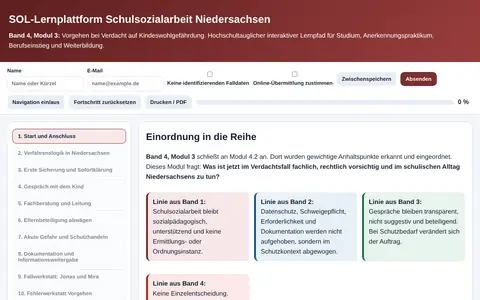 SOL-Lernplattform Schulsozialarbeit Niedersachsen
Band 4, Modul 3: Vorgehen bei Verdacht auf Kindeswohlgefährdung. Hochschultauglicher interaktiver Lernpfad für Studium, Anerkennungspraktikum,
Berufseinstieg und Weiterbildung.
Name
Name oder Kürzel
E-Mail
name@example.de
Keine identifizierenden Falldaten
Online-Übermittlung zustimmen
Zwischenspeichern
Absenden
Navigation ein/aus
Fortschritt zurücksetzen
Drucken / PDF
0 %
1. Start und Anschluss
2. Verfahrenslogik in Niedersachsen
3. Erste Sicherung und Sofortklärung
4. Gespräch mit dem Kind
5. Fachberatung und Leitung
6. Elternbeteiligung abwägen
7. Akute Gefahr und Schutzhandeln
8. Dokumentation und
Informationsweitergabe
9. Fallwerkstatt: Jonas und Mira
10. Fehlerwerkstatt Vorgehen
Einordnung in die Reihe
Band 4, Modul 3 schließt an Modul 4.2 an. Dort wurden gewichtige Anhaltspunkte erkannt und eingeordnet.
Dieses Modul fragt: Was ist jetzt im Verdachtsfall fachlich, rechtlich vorsichtig und im schulischen Alltag
Niedersachsens zu tun?
Linie aus Band 1:
Schulsozialarbeit bleibt
sozialpädagogisch,
unterstützend und keine
Ermittlungs- oder
Ordnungsinstanz.
Linie aus Band 2:
Datenschutz, Schweigepflicht,
Erforderlichkeit und
Dokumentation werden nicht
aufgehoben, sondern im
Schutzkontext abgewogen.
Linie aus Band 3:
Gespräche bleiben transparent,
nicht suggestiv und beteiligend.
Bei Schutzbedarf verändert sich
der Auftrag.
Linie aus Band 4:
Keine Einzelentscheidung.